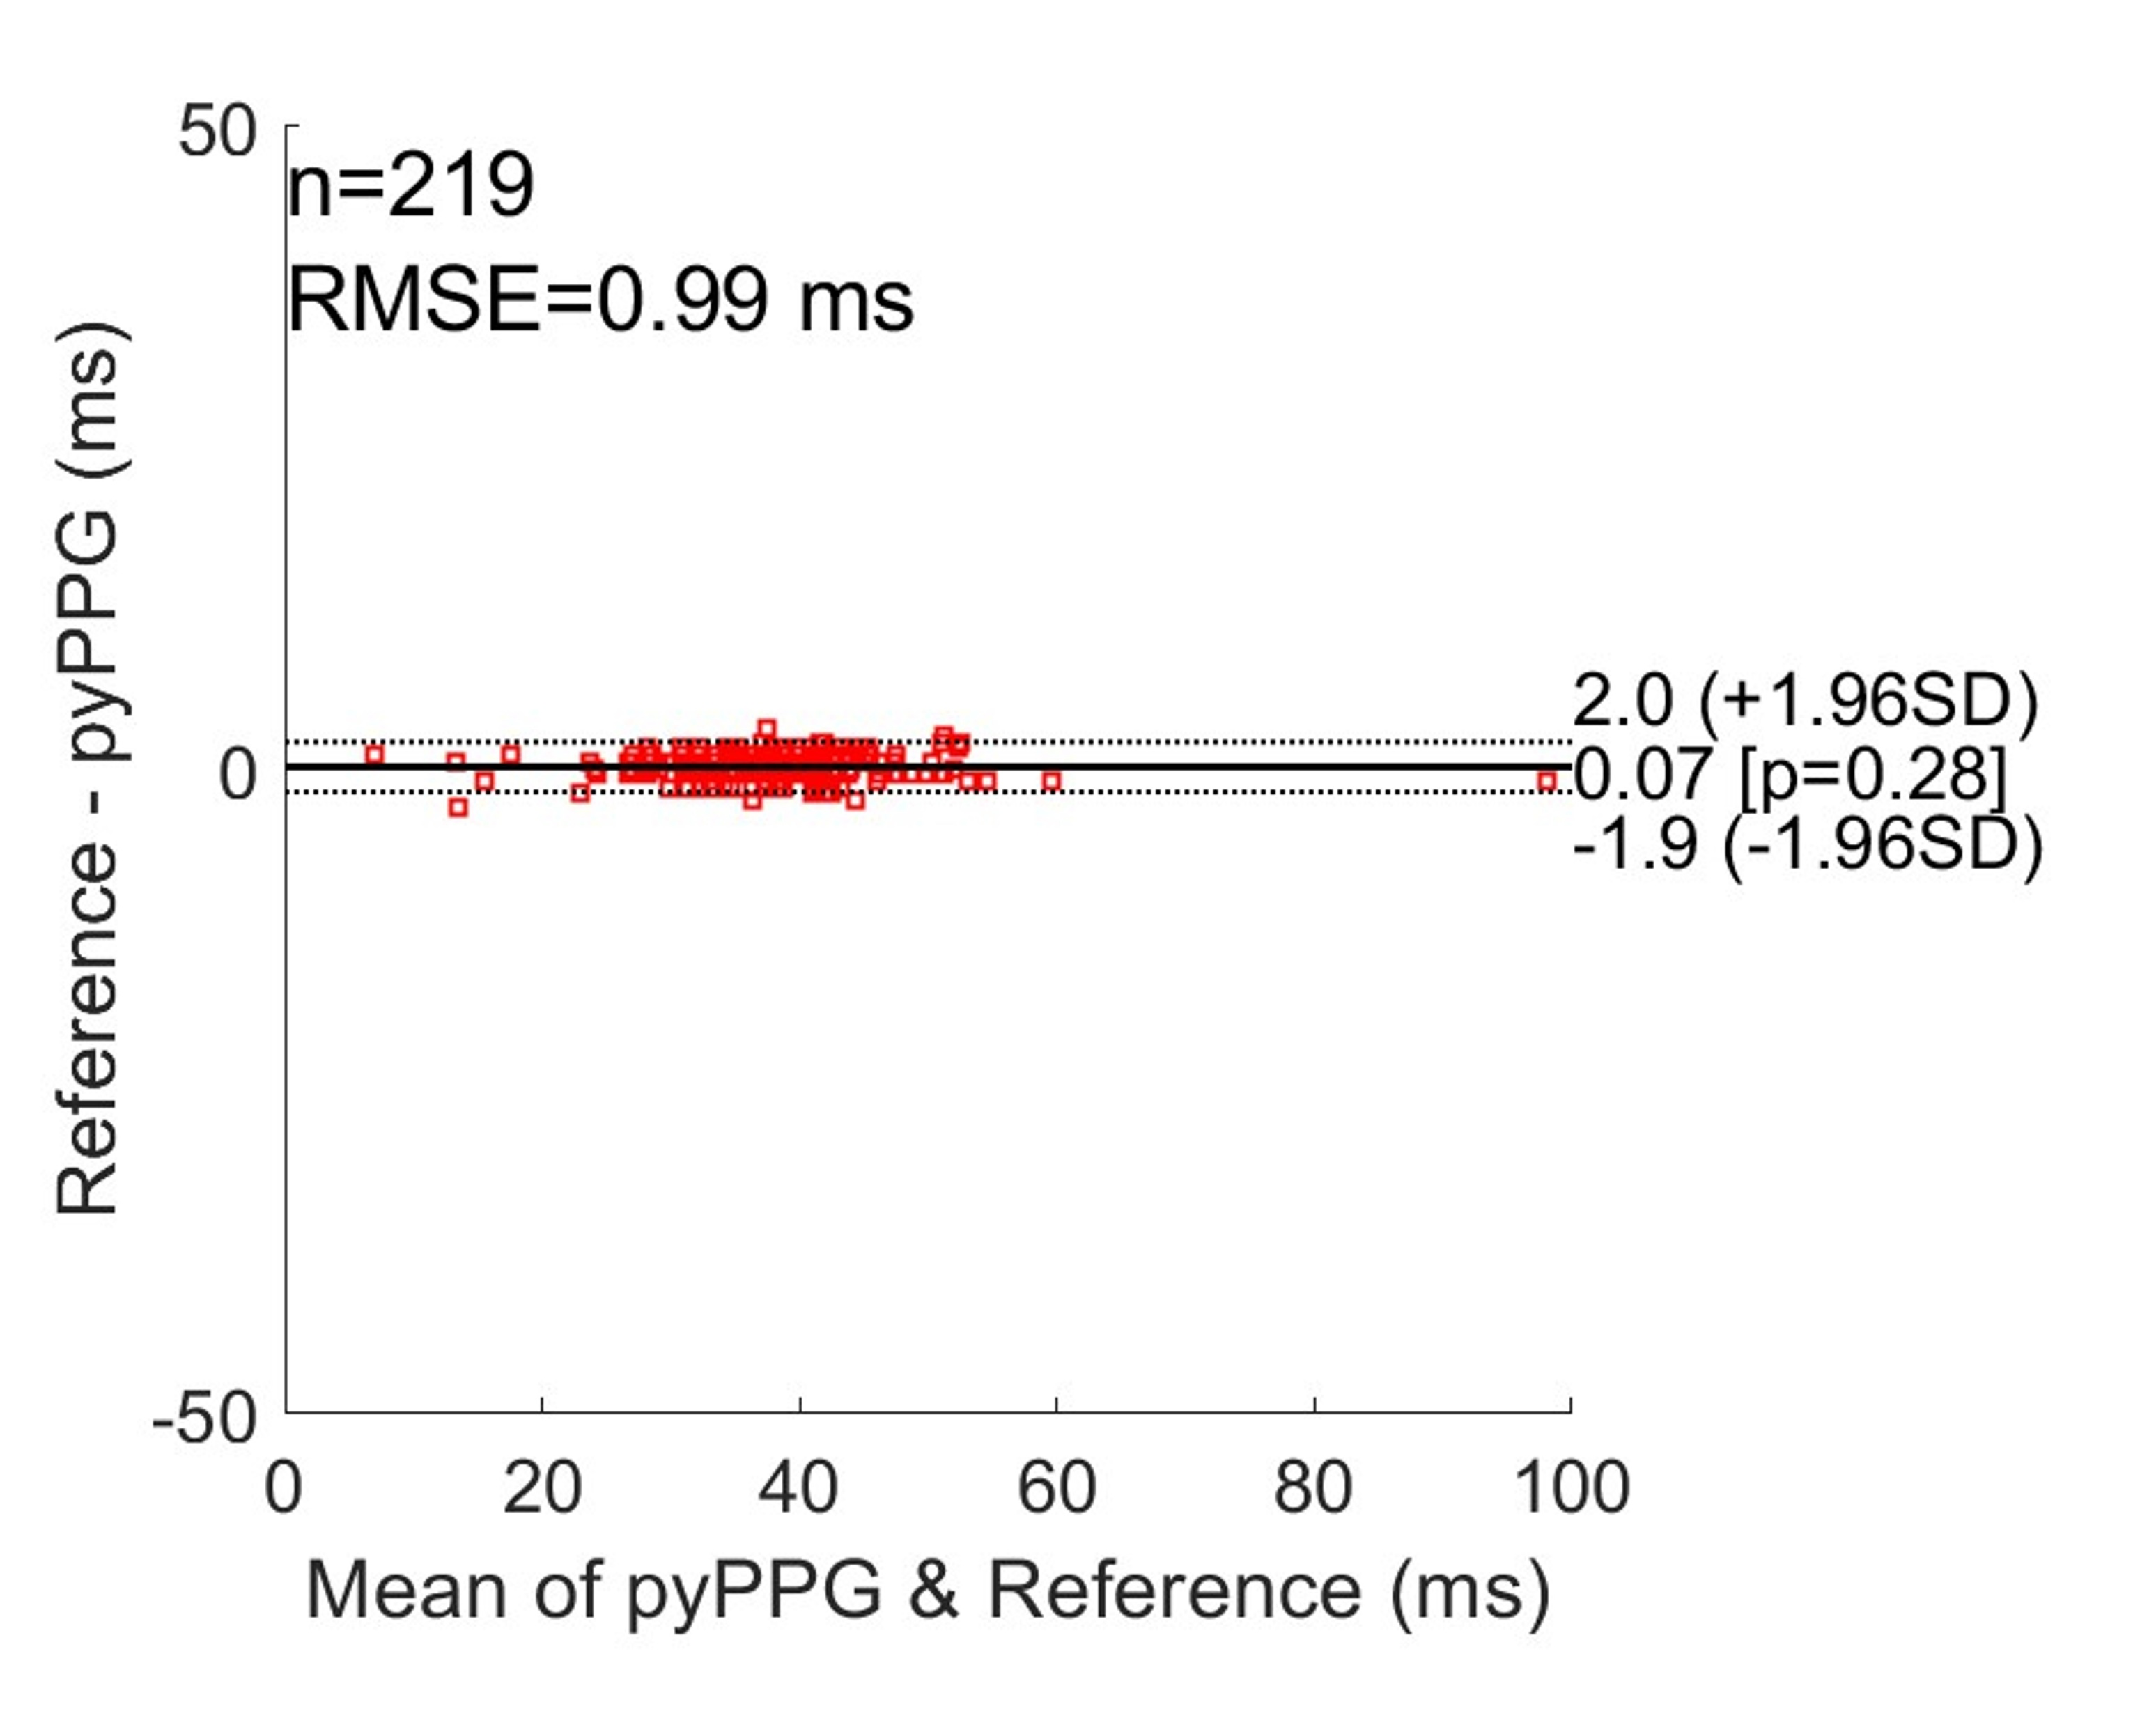 50
n=219
RMSE=0.99 ms
Reference - pyPPG (ms)
2.0 (+1.96SD)
0
0.07 [p=0.28]
-1.9 (-1.96SD)
-50
0 20 40 60 80 100
Mean of pyPPG & Reference (ms)